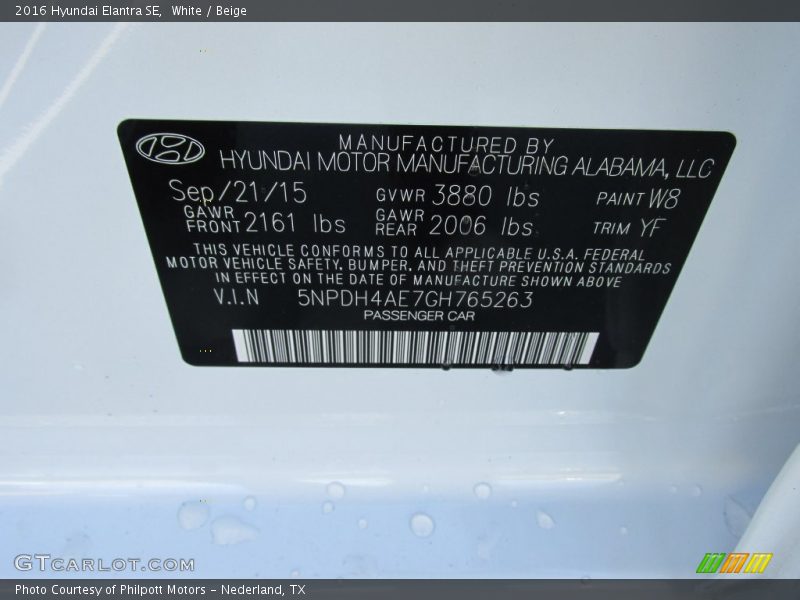 2016 Hyundai Elantra SE,  White / Beige
MANUFACTURED BY
HYUNDAI MOTOR MANUFACTURING ALABAMA, LLC
Sep/21/15 GVWR 3880 lbs PAINT W8
GAWR FRONT 2161 lbs GAWR REAR 2006 lbs TRIM YF
THIS VEHICLE CONFORMS TO ALL APPLICABLE U.S.A. FEDERAL
MOTOR VEHICLE SAFETY, BUMPER, AND THEFT PREVENTION STANDARDS
IN EFFECT ON THE DATE OF MANUFACTURE SHOWN ABOVE
V.I.N 5NPDH4AE7GH765263
PASSENGER CAR
GTCARLOT.COM
Photo Courtesy of Philpott Motors - Nederland, TX